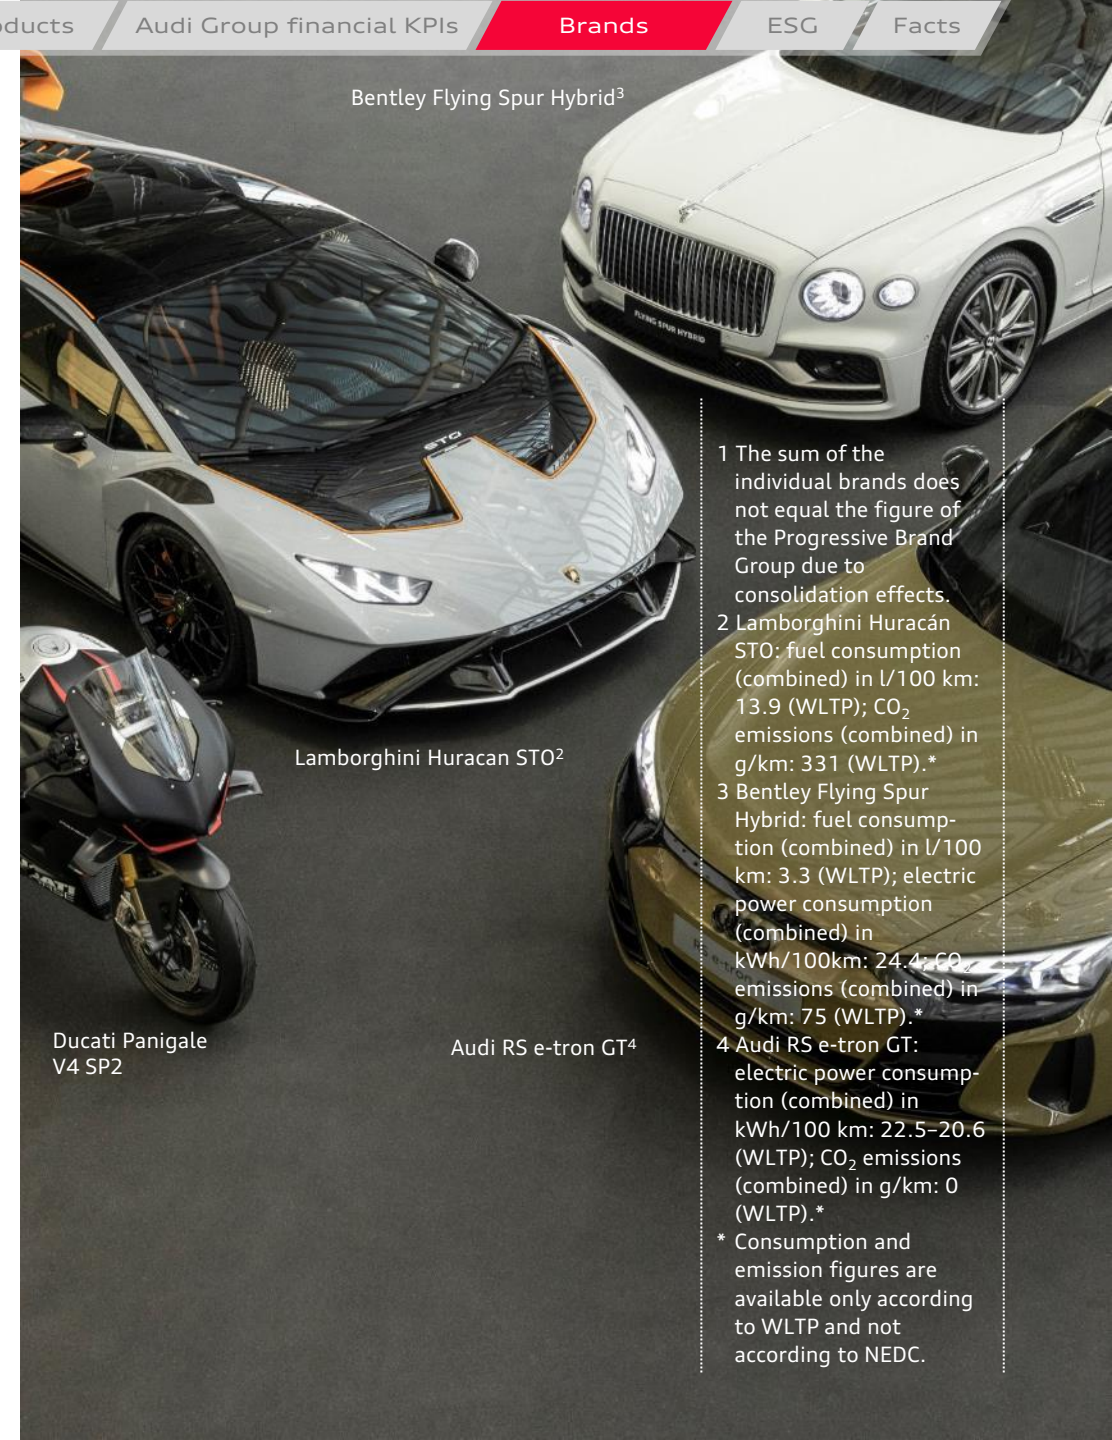 ducts
Audi Group financial KPIs
Brands
ESG
Facts
Bentley Flying Spur Hybrid³
FLYING SPUR HYBRID
STO
Lamborghini Huracan STO²
Ducati Panigale
V4 SP2
Audi RS e-tron GT⁴
RS e-tron
1 The sum of the
individual brands does
not equal the figure of
the Progressive Brand
Group due to
consolidation effects.
2 Lamborghini Huracán
STO: fuel consumption
(combined) in l/100 km:
13.9 (WLTP); CO₂
emissions (combined) in
g/km: 331 (WLTP).*
3 Bentley Flying Spur
Hybrid: fuel consump-
tion (combined) in l/100
km: 3.3 (WLTP); electric
power consumption
(combined) in
kWh/100km: 24.4; CO₂
emissions (combined) in
g/km: 75 (WLTP).*
4 Audi RS e-tron GT:
electric power consump-
tion (combined) in
kWh/100 km: 22.5–20.6
(WLTP); CO₂ emissions
(combined) in g/km: 0
(WLTP).*
* Consumption and
emission figures are
available only according
to WLTP and not
according to NEDC.